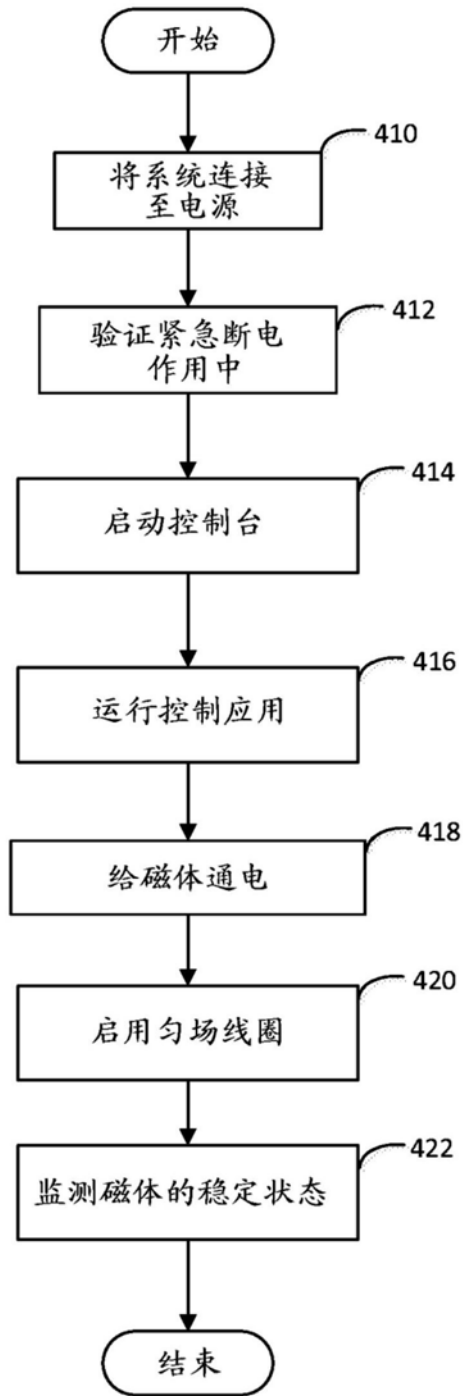 开始
410
将系统连接
至电源
412
验证紧急断电
作用中
414
启动控制台
416
运行控制应用
418
给磁体通电
420
启用匀场线圈
422
监测磁体的稳定状态
结束